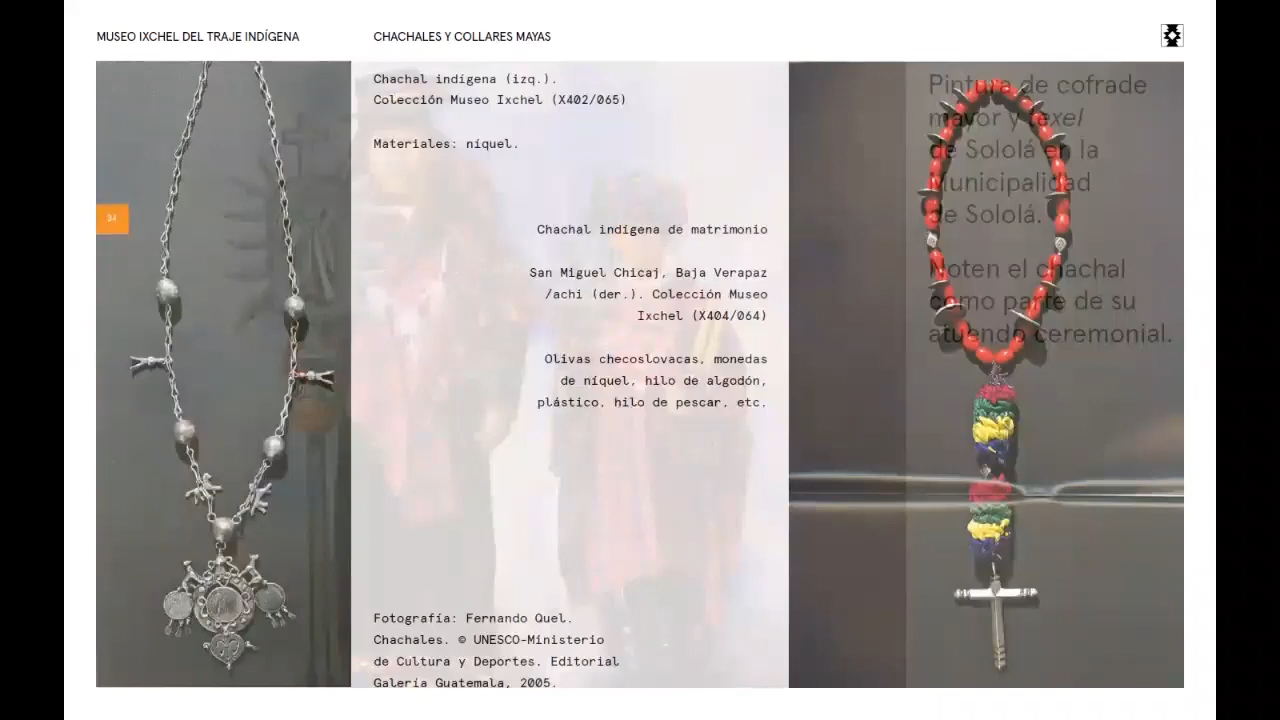 MUSEO IXCHEL DEL TRAJE INDÍGENA
CHACHALES Y COLLARES MAYAS
34
Chachal indígena (izq.).
Colección Museo Ixchel (X402/065)
Materiales: níquel.
Chachal indígena de matrimonio
San Miguel Chicaj, Baja Verapaz
/achi (der.). Colección Museo
Ixchel (X404/064)
Olivas checoslovacas, monedas
de níquel, hilo de algodón,
plástico, hilo de pescar, etc.
Fotografía: Fernando Quel.
Chachales. © UNESCO-Ministerio
de Cultura y Deportes. Editorial
Galería Guatemala, 2005.
Pintura de cofrade
mayor y texel
de Sololá en la
Municipalidad
de Sololá.
Noten el chachal
como parte de su
atuendo ceremonial.